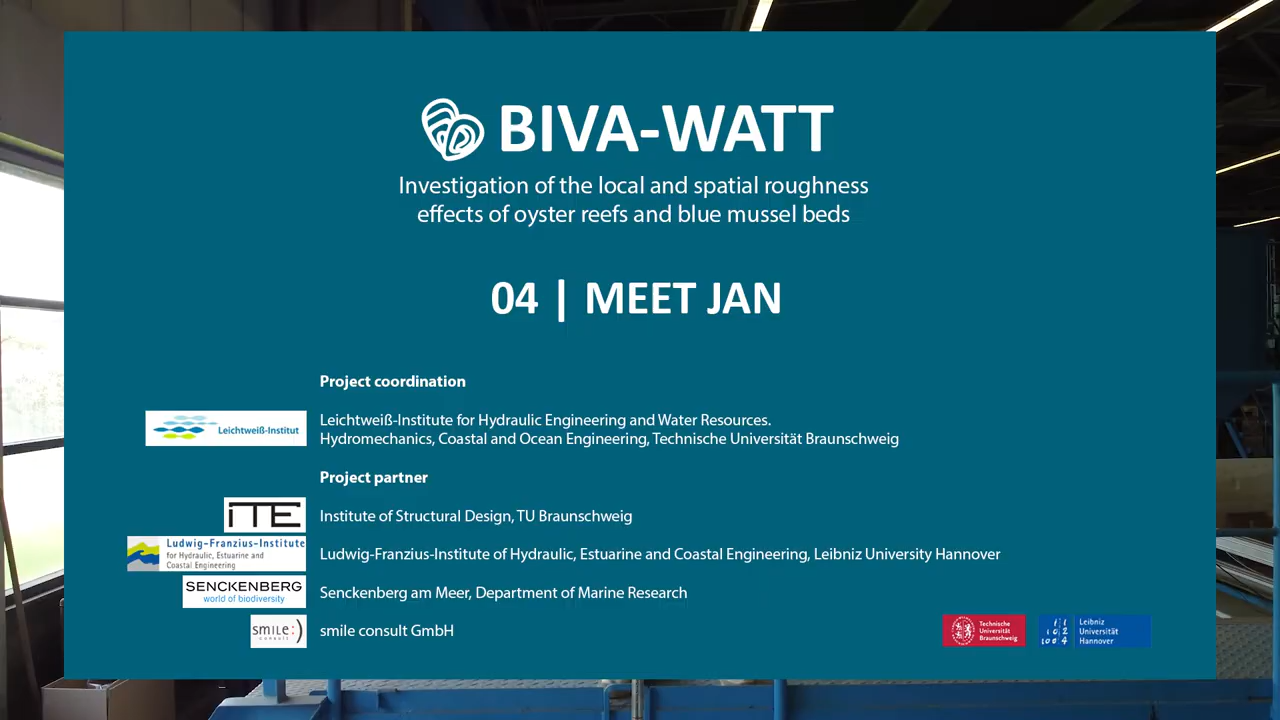 BIVA-WATT
Investigation of the local and spatial roughness
effects of oyster reefs and blue mussel beds
04 | MEET JAN
Project coordination
Leichtweiß-Institut
Leichtweiß-Institute for Hydraulic Engineering and Water Resources.
Hydromechanics, Coastal and Ocean Engineering, Technische Universität Braunschweig
Project partner
iTE
Institute of Structural Design, TU Braunschweig
Ludwig-Franzius-Institute
for Hydraulic, Estuarine and
Coastal Engineering
Ludwig-Franzius-Institute of Hydraulic, Estuarine and Coastal Engineering, Leibniz University Hannover
SENCKENBERG
world of biodiversity
Senckenberg am Meer, Department of Marine Research
smile:)
consult
smile consult GmbH
Technische
Universität
Braunschweig
11
102
1004
Leibniz
Universität
Hannover